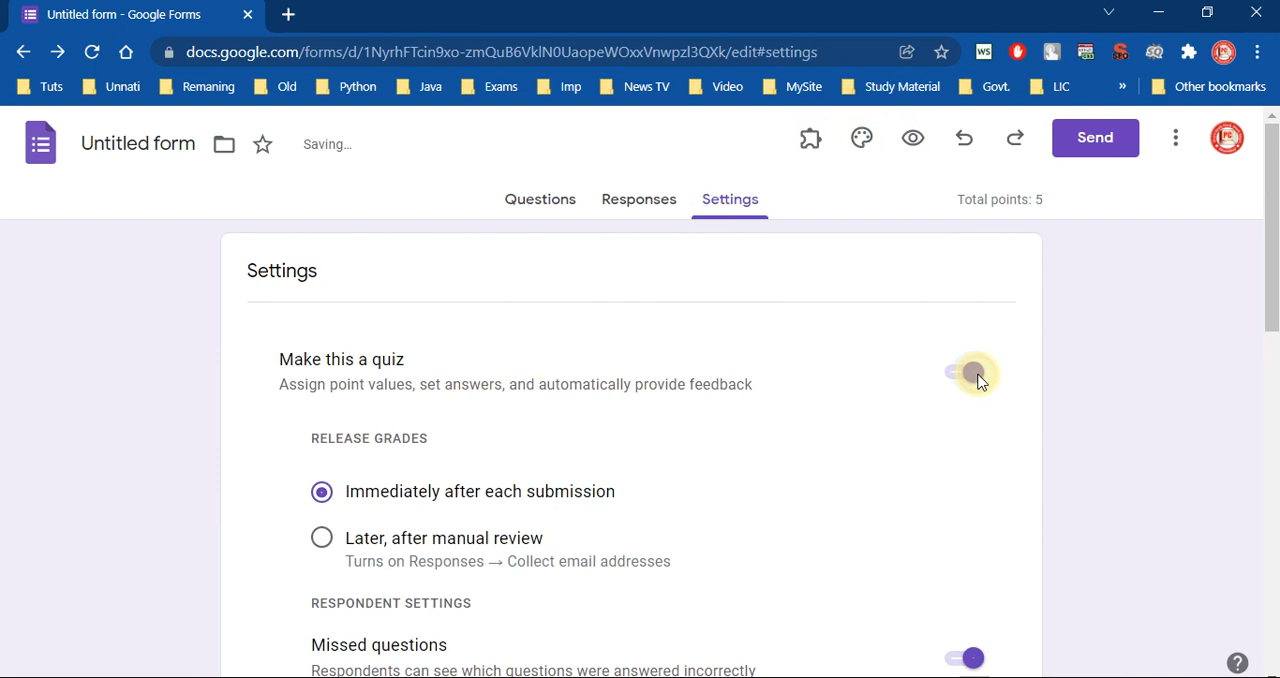 Untitled form - Google Forms
docs.google.com/forms/d/1NyrhFTcin9xo-zmQuB6VklN0UaopeWOxxVnwpzl3QXk/edit#settings
WS
Tuts Unnati Remaning Old Python Java Exams Imp News TV Video MySite Study Material Govt. LIC » Other bookmarks
Untitled form Saving... Send
Questions Responses Settings Total points: 5
Settings
Make this a quiz
Assign point values, set answers, and automatically provide feedback
RELEASE GRADES
Immediately after each submission
Later, after manual review
Turns on Responses → Collect email addresses
RESPONDENT SETTINGS
Missed questions
Respondents can see which questions were answered incorrectly